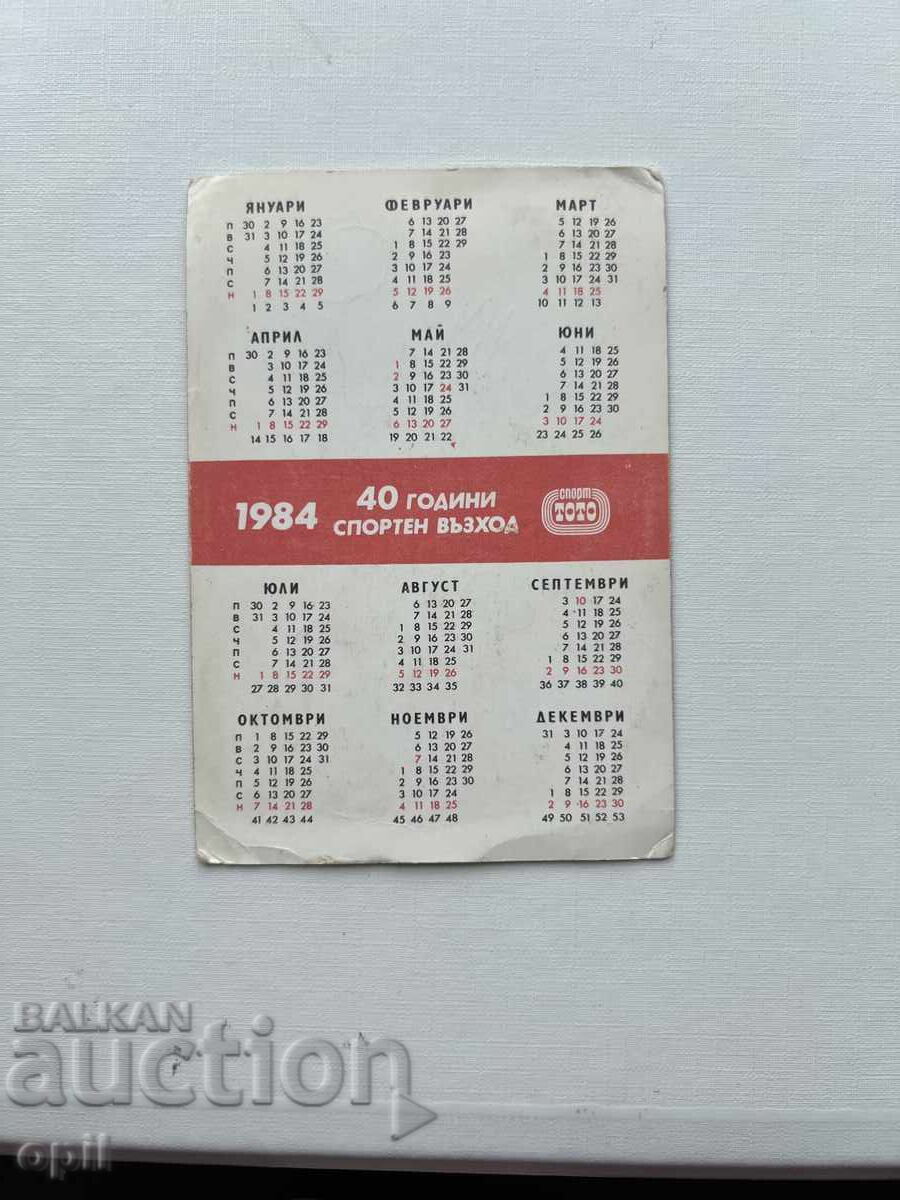 ЯНУАРИ ФЕВРУАРИ МАРТ
П 30 2 9 16 23 6 13 20 27 5 12 19 26
В 31 3 10 17 24 7 14 21 28 6 13 20 27
С 4 11 18 25 1 8 15 22 29 7 14 21 28
Ч 5 12 19 26 2 9 16 23 1 8 15 22 29
П 6 13 20 27 3 10 17 24 2 9 16 23 30
С 7 14 21 28 4 11 18 25 3 10 17 24 31
Н 1 8 15 22 29 5 12 19 26 4 11 18 25
1 2 3 4 5 6 7 8 9 10 11 12 13
АПРИЛ МАЙ ЮНИ
П 30 2 9 16 23 7 14 21 28 4 11 18 25
В 3 10 17 24 1 8 15 22 29 5 12 19 26
С 4 11 18 25 2 9 16 23 30 6 13 20 27
Ч 5 12 19 26 3 10 17 24 31 7 14 21 28
П 6 13 20 27 4 11 18 25 1 8 15 22 29
С 7 14 21 28 5 12 19 26 2 9 16 23 30
Н 1 8 15 22 29 6 13 20 27 3 10 17 24
14 15 16 17 18 19 20 21 22 23 24 25 26
1984 40 ГОДИНИ СПОРТЕН ВЪЗХОД
спорт ТОТО
ЮЛИ АВГУСТ СЕПТЕМВРИ
П 30 2 9 16 23 6 13 20 27 3 10 17 24
В 31 3 10 17 24 7 14 21 28 4 11 18 25
С 4 11 18 25 1 8 15 22 29 5 12 19 26
Ч 5 12 19 26 2 9 16 23 30 6 13 20 27
П 6 13 20 27 3 10 17 24 31 7 14 21 28
С 7 14 21 28 4 11 18 25 1 8 15 22 29
Н 1 8 15 22 29 5 12 19 26 2 9 16 23 30
27 28 29 30 31 32 33 34 35 36 37 38 39 40
ОКТОМВРИ НОЕМВРИ ДЕКЕМВРИ
П 1 8 15 22 29 5 12 19 26 31 3 10 17 24
В 2 9 16 23 30 6 13 20 27 4 11 18 25
С 3 10 17 24 31 7 14 21 28 5 12 19 26
Ч 4 11 18 25 1 8 15 22 29 6 13 20 27
П 5 12 19 26 2 9 16 23 30 7 14 21 28
С 6 13 20 27 3 10 17 24 1 8 15 22 29
Н 7 14 21 28 4 11 18 25 2 9 16 23 30
41 42 43 44 45 46 47 48 49 50 51 52 53
BALKAN
auction
opil